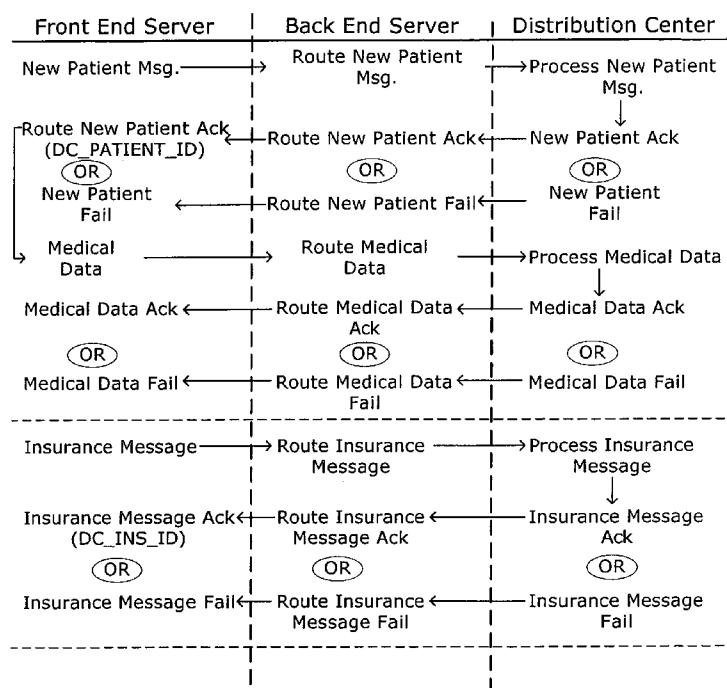 Front End Server
Back End Server
Distribution Center
New Patient Msg.
Route New Patient
Msg.
Process New Patient
Msg.
Route New Patient Ack
(DC_PATIENT_ID)
Route New Patient Ack
New Patient Ack
OR
OR
OR
New Patient
Fail
Route New Patient Fail
New Patient
Fail
Medical
Data
Route Medical
Data
Process Medical Data
Medical Data Ack
Route Medical Data
Ack
Medical Data Ack
OR
OR
OR
Medical Data Fail
Route Medical Data
Fail
Medical Data Fail
Insurance Message
Route Insurance
Message
Process Insurance
Message
Insurance Message Ack
(DC_INS_ID)
Route Insurance
Message Ack
Insurance Message
Ack
OR
OR
OR
Insurance Message Fail
Route Insurance
Message Fail
Insurance Message
Fail